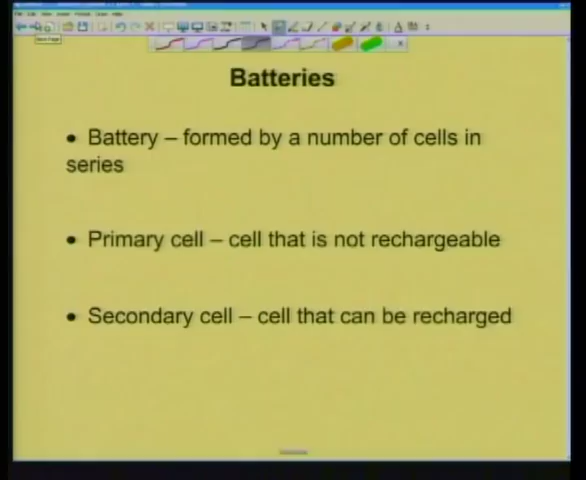 Batteries
• Battery – formed by a number of cells in
series
• Primary cell – cell that is not rechargeable
• Secondary cell – cell that can be recharged